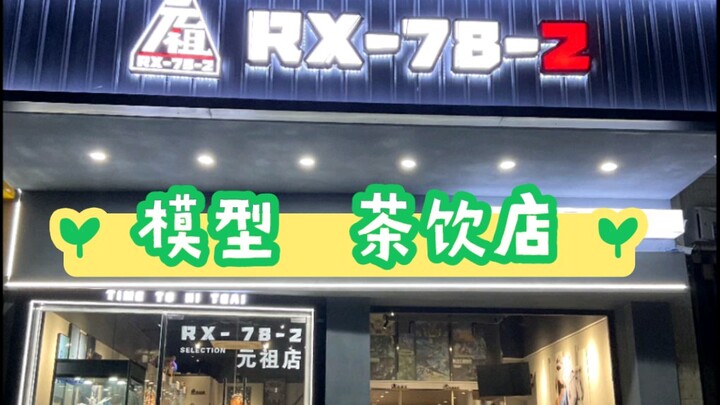 元祖
RX-78-2
RX-78-2
模型 茶饮店
TIME TO HI TEA!
RX-78-2
SELECTION 元祖店